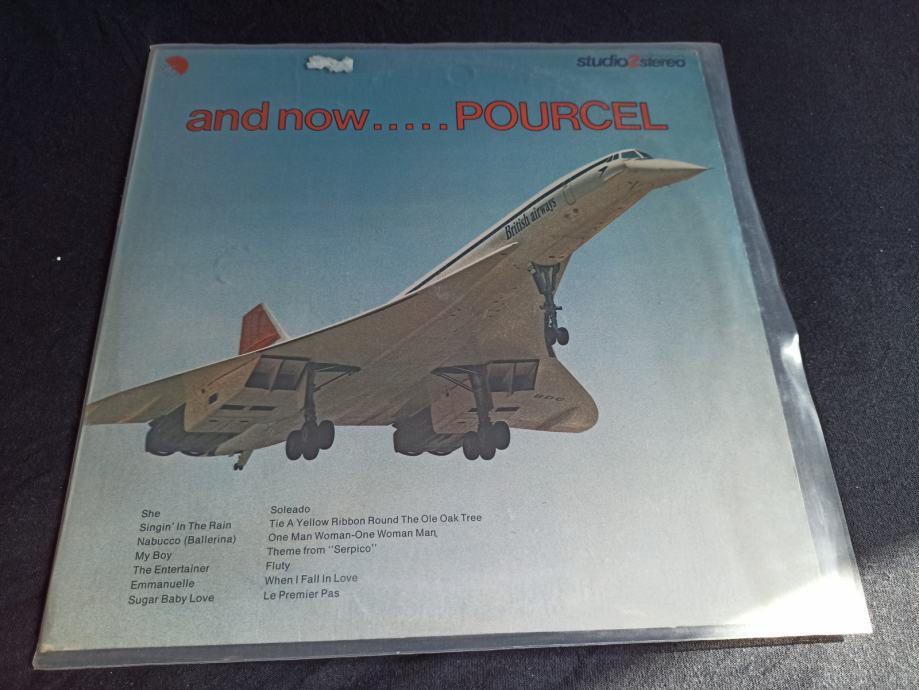 studio2stereo
and now.....POURCEL
British airways
She
Singin' In The Rain
Nabucco (Ballerina)
My Boy
The Entertainer
Emmanuelle
Sugar Baby Love
Soleado
Tie A Yellow Ribbon Round The Ole Oak Tree
One Man Woman-One Woman Man,
Theme from "Serpico"
Fluty
When I Fall In Love
Le Premier Pas